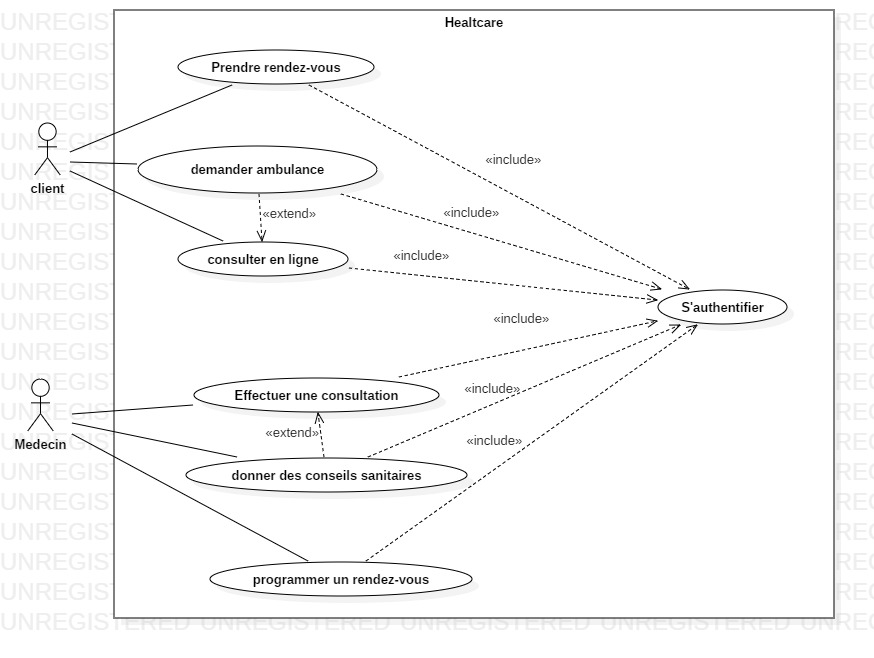 Healtcare
Prendre rendez-vous
«include»
demander ambulance
client
«extend»
«include»
consulter en ligne
«include»
S'authentifier
«include»
Effectuer une consultation
«include»
«extend»
Medecin
«include»
donner des conseils sanitaires
programmer un rendez-vous
UNREGISTERED UNREGISTERED UNREGISTERED UNREGISTERED